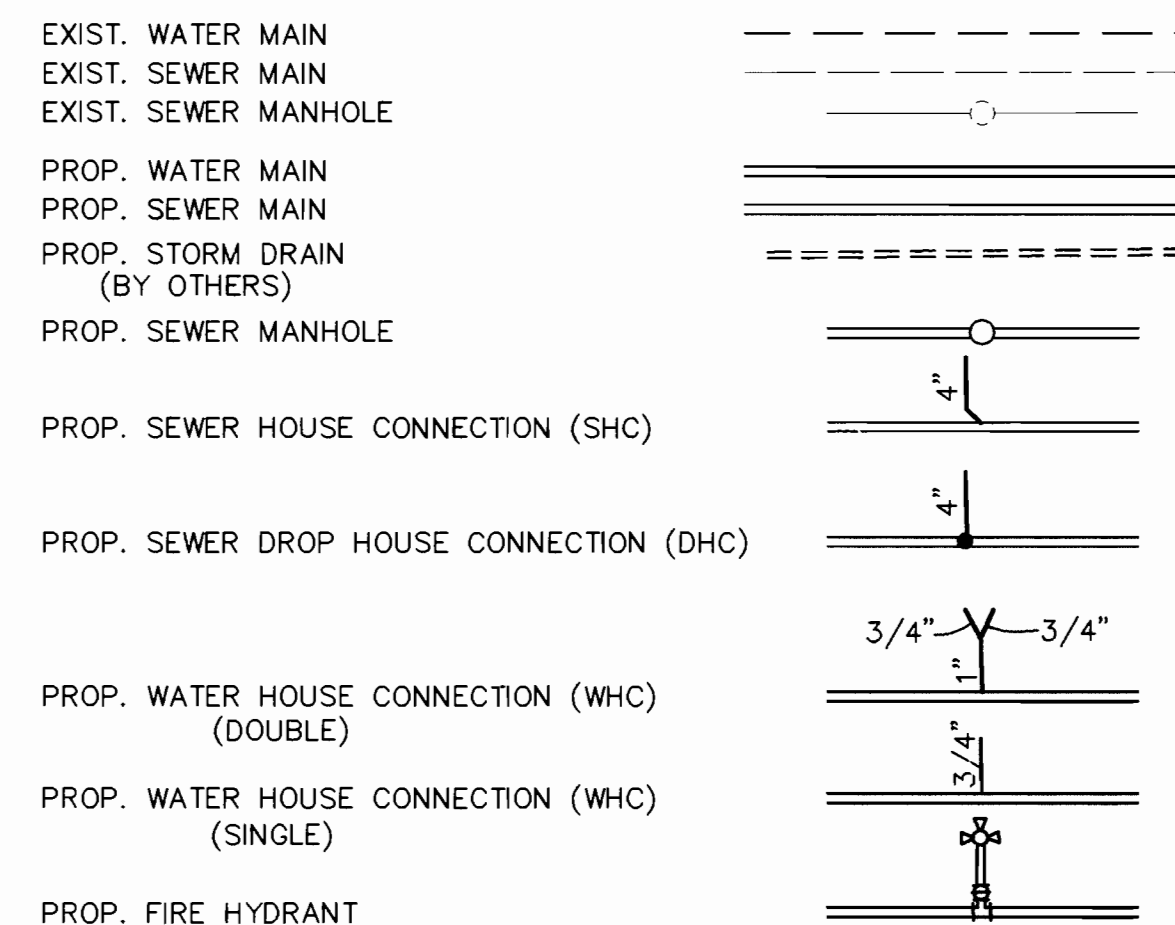 EXIST. WATER MAIN
EXIST. SEWER MAIN
EXIST. SEWER MANHOLE
PROP. WATER MAIN
PROP. SEWER MAIN
PROP. STORM DRAIN
(BY OTHERS)
PROP. SEWER MANHOLE
4"
PROP. SEWER HOUSE CONNECTION (SHC)
4"
PROP. SEWER DROP HOUSE CONNECTION (DHC)
3/4" 3/4"
1"
PROP. WATER HOUSE CONNECTION (WHC)
(DOUBLE)
3/4"
PROP. WATER HOUSE CONNECTION (WHC)
(SINGLE)
PROP. FIRE HYDRANT